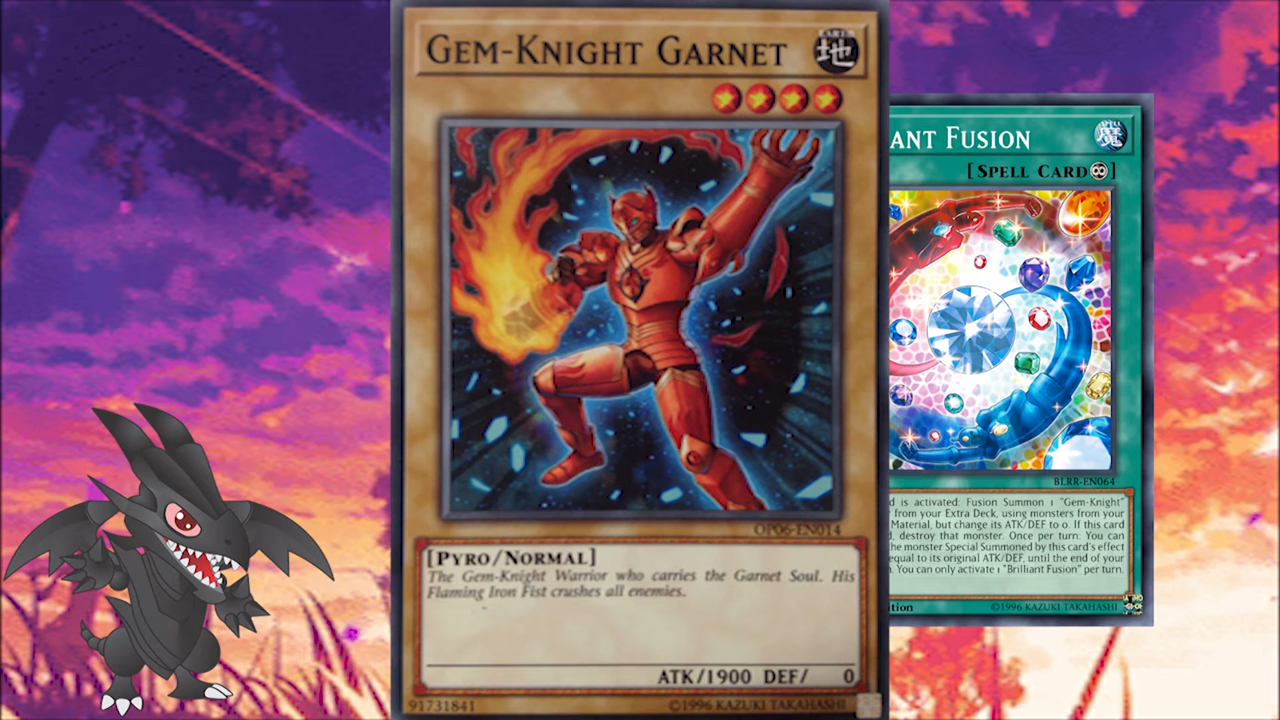 GEM-KNIGHT GARNET
EARTH
地
OP06-EN014
[PYRO/NORMAL]
The Gem-Knight Warrior who carries the Garnet Soul. His
Flaming Iron Fist crushes all enemies.
ATK/1900 DEF/ 0
91731841
©1996 KAZUKI TAKAHASHI
ANT FUSION
魔
[SPELL CARD]
BLRR-EN064
d is activated: Fusion Summon 1 "Gem-Knight"
from your Extra Deck, using monsters from your
Material, but change its ATK/DEF to 0. If this card
, destroy that monster. Once per turn: You can
he monster Special Summoned by this card's effect
equal to its original ATK/DEF, until the end of your
. You can only activate 1 "Brilliant Fusion" per turn.
ition
©1996 KAZUKI TAKAHASHI